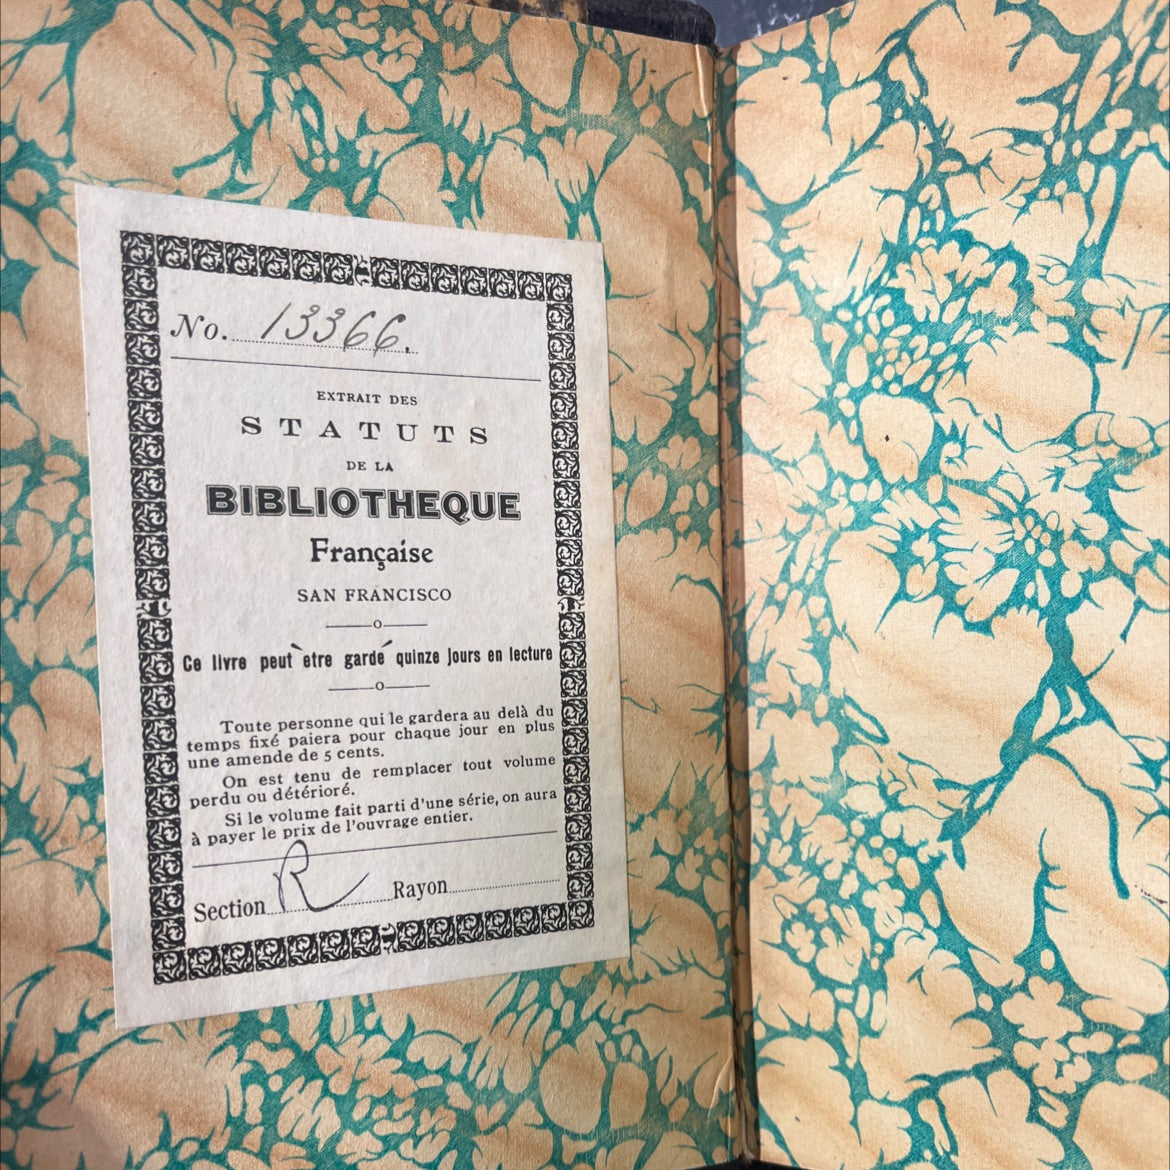 No. 13366.
EXTRAIT DES
STATUTS
DE LA
BIBLIOTHEQUE
Française
SAN FRANCISCO
Ce livre peut `etre gardé quinze jours en lecture
Toute personne qui le gardera au delà du
temps fixé paiera pour chaque jour en plus
une amende de 5 cents.
On est tenu de remplacer tout volume
perdu ou détérioré.
Si le volume fait parti d'une série, on aura
à payer le prix de l'ouvrage entier.
Section R Rayon